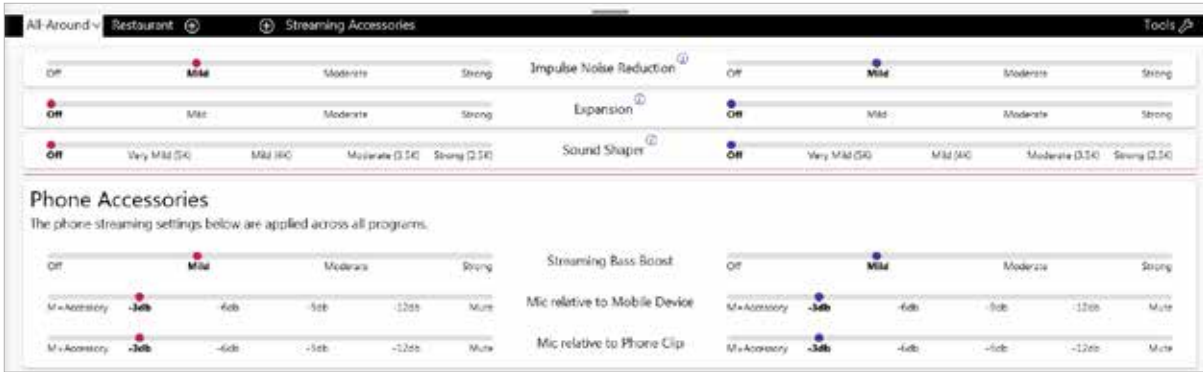 All-Around Restaurant Streaming Accessories Tools
Off Mild Moderate Strong Impulse Noise Reduction Off Mild Moderate Strong
Off Mild Moderate Strong Expansion Off Mild Moderate Strong
Off Very Mild (5K) Mild (4K) Moderate (3.5K) Strong (2.5K) Sound Shaper Off Very Mild (5K) Mild (4K) Moderate (3.5K) Strong (2.5K)
Phone Accessories
The phone streaming settings below are applied across all programs.
Off Mild Moderate Strong Streaming Bass Boost Off Mild Moderate Strong
M+Accessory -3db -6db -9db -12db Mute Mic relative to Mobile Device M+Accessory -3db -6db -9db -12db Mute
M+Accessory -3db -6db -9db -12db Mute Mic relative to Phone Clip M+Accessory -3db -6db -9db -12db Mute